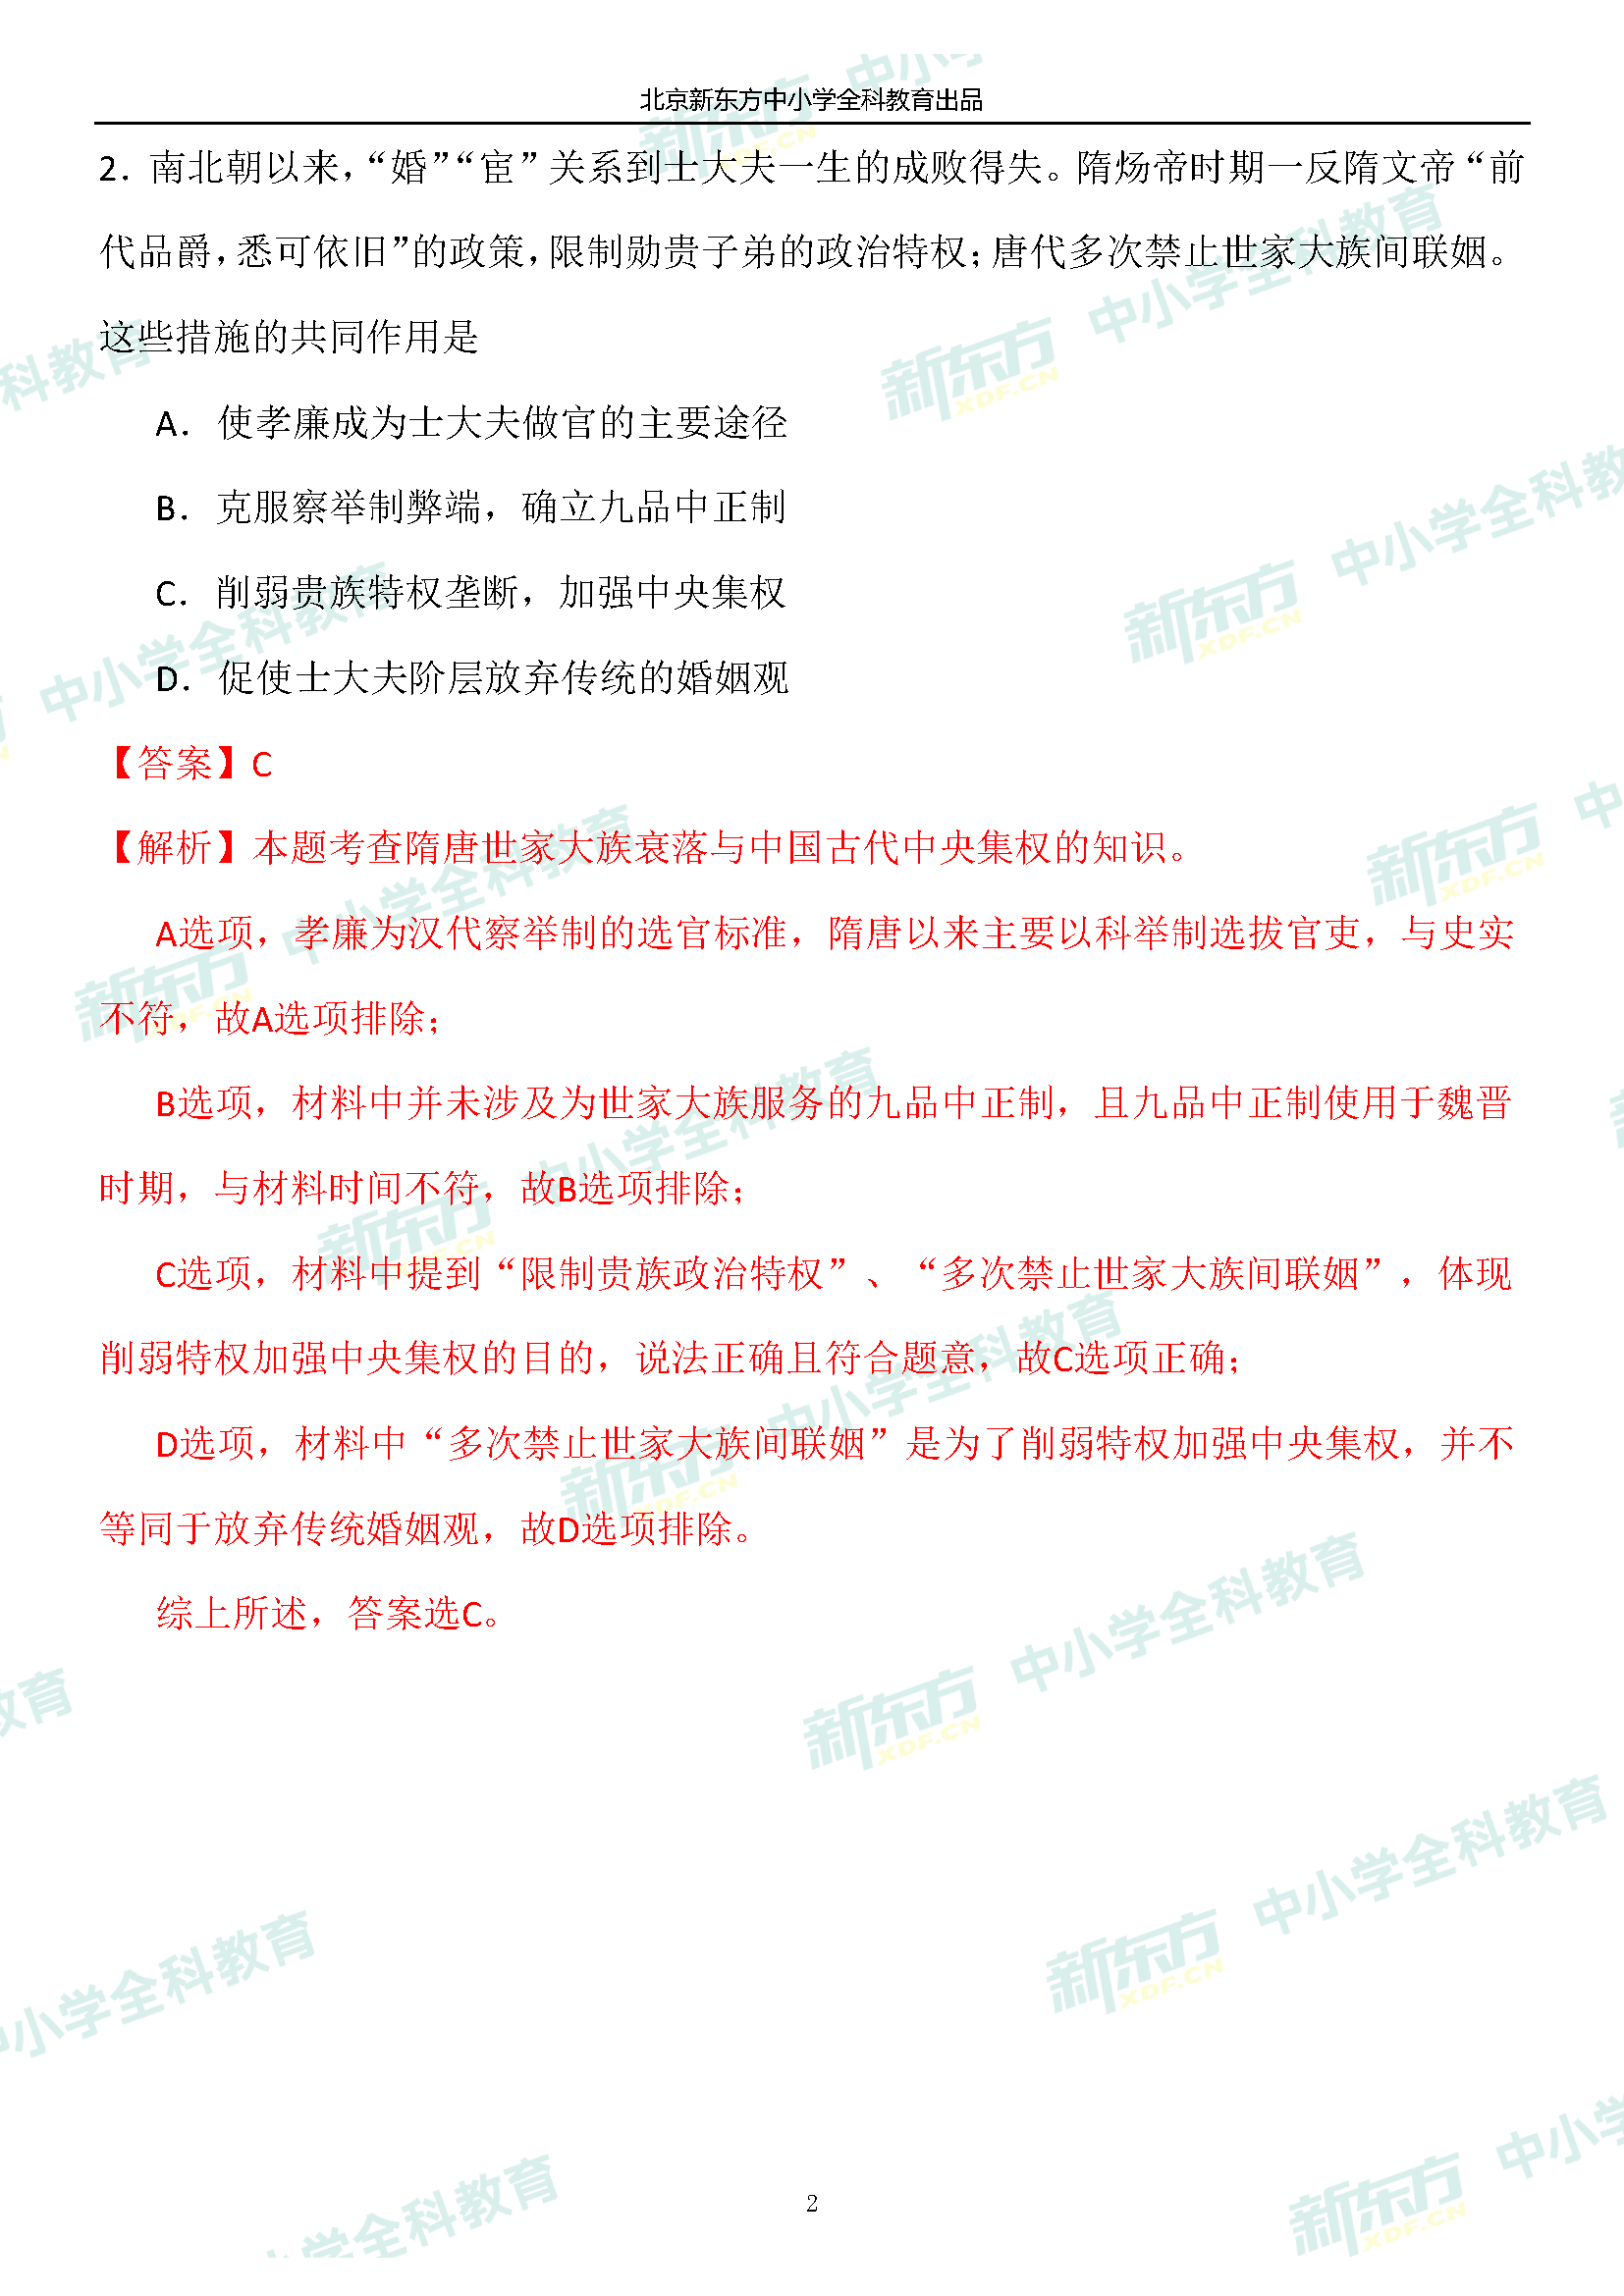 北京新东方中小学全科教育出品
2. 南北朝以来，“婚”“宦”关系到士大夫一生的成败得失。隋炀帝时期一反隋文帝“前
代品爵，悉可依旧”的政策，限制勋贵子弟的政治特权；唐代多次禁止世家大族间联姻。
这些措施的共同作用是
A. 使孝廉成为士大夫做官的主要途径
B. 克服察举制弊端，确立九品中正制
C. 削弱贵族特权垄断，加强中央集权
D. 促使士大夫阶层放弃传统的婚姻观
【答案】C
【解析】本题考查隋唐世家大族衰落与中国古代中央集权的知识。
A选项，孝廉为汉代察举制的选官标准，隋唐以来主要以科举制选拔官吏，与史实
不符，故A选项排除；
B选项，材料中并未涉及为世家大族服务的九品中正制，且九品中正制使用于魏晋
时期，与材料时间不符，故B选项排除；
C选项，材料中提到“限制贵族政治特权”、“多次禁止世家大族间联姻”，体现
削弱特权加强中央集权的目的，说法正确且符合题意，故C选项正确；
D选项，材料中“多次禁止世家大族间联姻”是为了削弱特权加强中央集权，并不
等同于放弃传统婚姻观，故D选项排除。
综上所述，答案选C。
新东方 XDF.CN 中小学全科教育
2